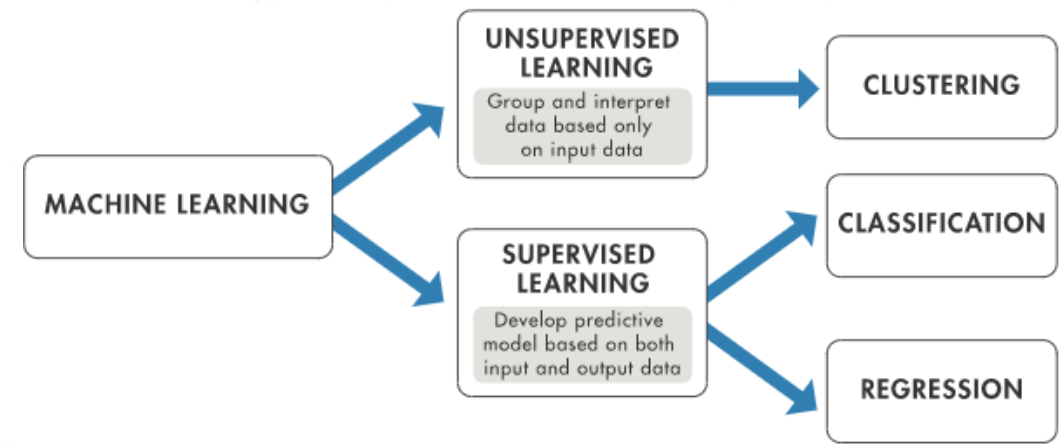 MACHINE LEARNING
UNSUPERVISED
LEARNING
Group and interpret
data based only
on input data
CLUSTERING
SUPERVISED
LEARNING
Develop predictive
model based on both
input and output data
CLASSIFICATION
REGRESSION